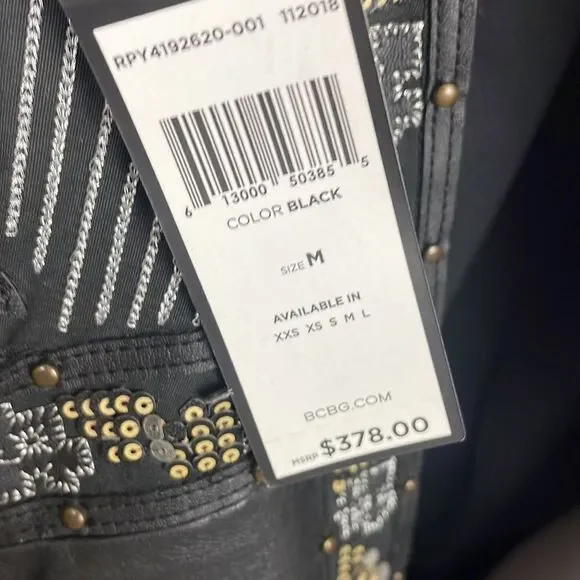 RPY4192620-001 112018
6 13000 50385 5
COLOR BLACK
SIZE M
AVAILABLE IN
XXS XS S M L
BCBG.COM
MSRP $378.00